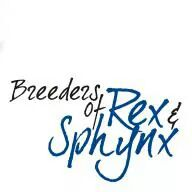 Breeders
of Rex &
Sphynx